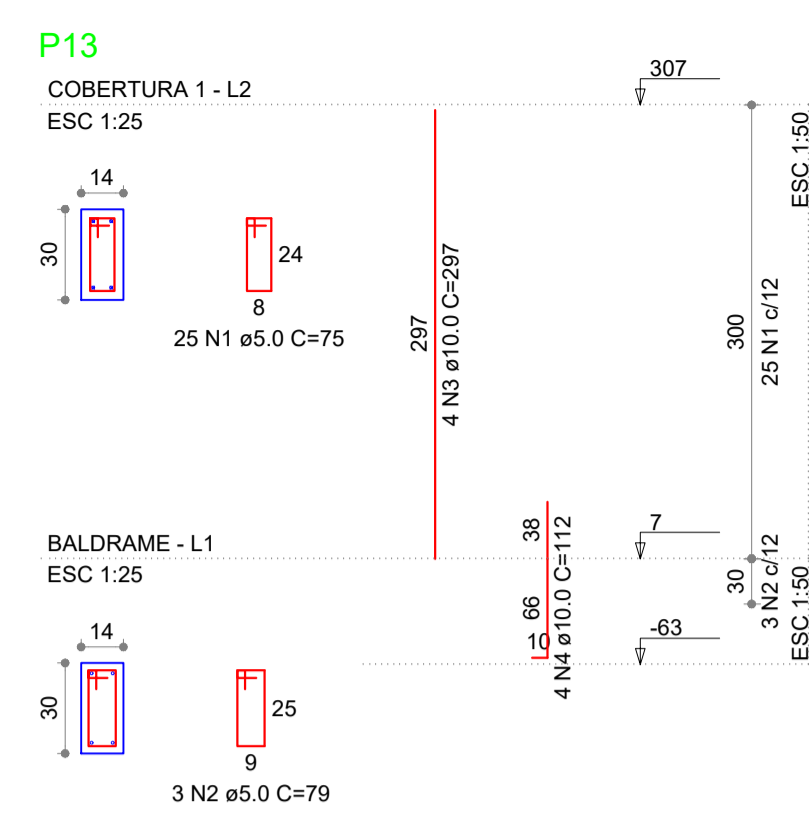 P13
COBERTURA 1 - L2
ESC 1:25
307
ESC 1:50
14
30
24
8
25 N1 ø5.0 C=75
297
4 N3 ø10.0 C=297
300
25 N1 c/12
BALDRAME - L1
ESC 1:25
38
66
10
4 N4 ø10.0 C=112
7
30
3 N2 c/12
ESC 1:50
-63
14
30
25
9
3 N2 ø5.0 C=79